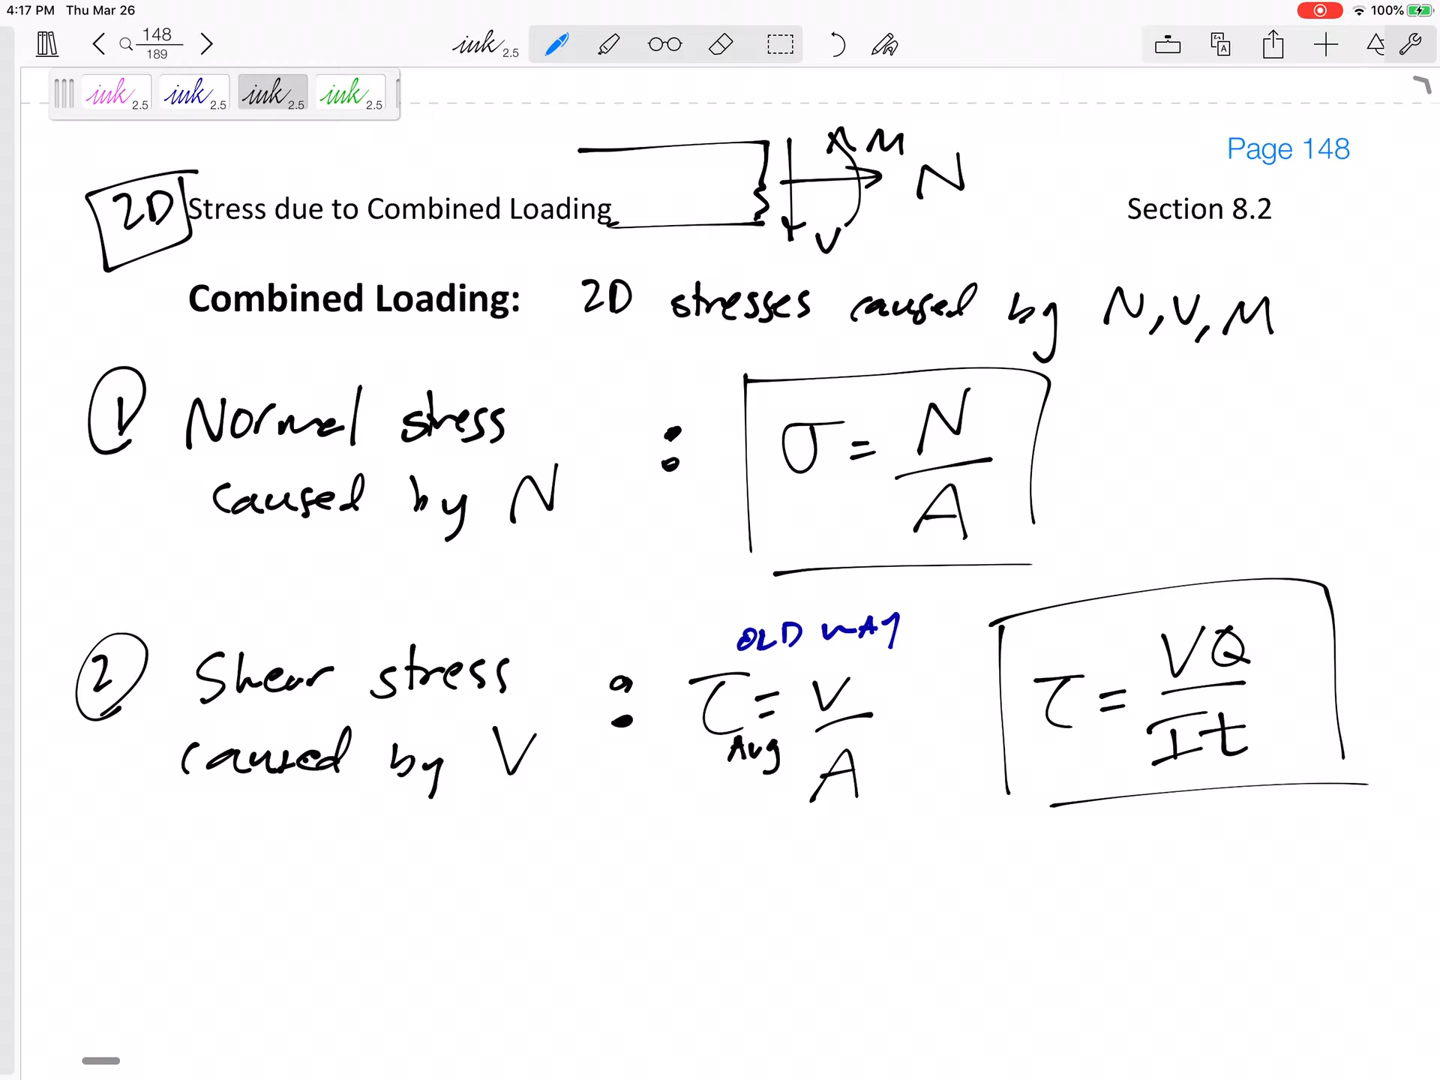 4:17 PM Thu Mar 26
100%
148
189
ink 2.5
ink 2.5 ink 2.5 ink 2.5 ink 2.5
M
N
V
Page 148
2D Stress due to Combined Loading
Section 8.2
Combined Loading: 2D stresses caused by N, V, M
1 Normal stress caused by N : σ = N/A
OLD WAY
2 Shear stress caused by V : τ Avg = V/A
τ = VQ/It